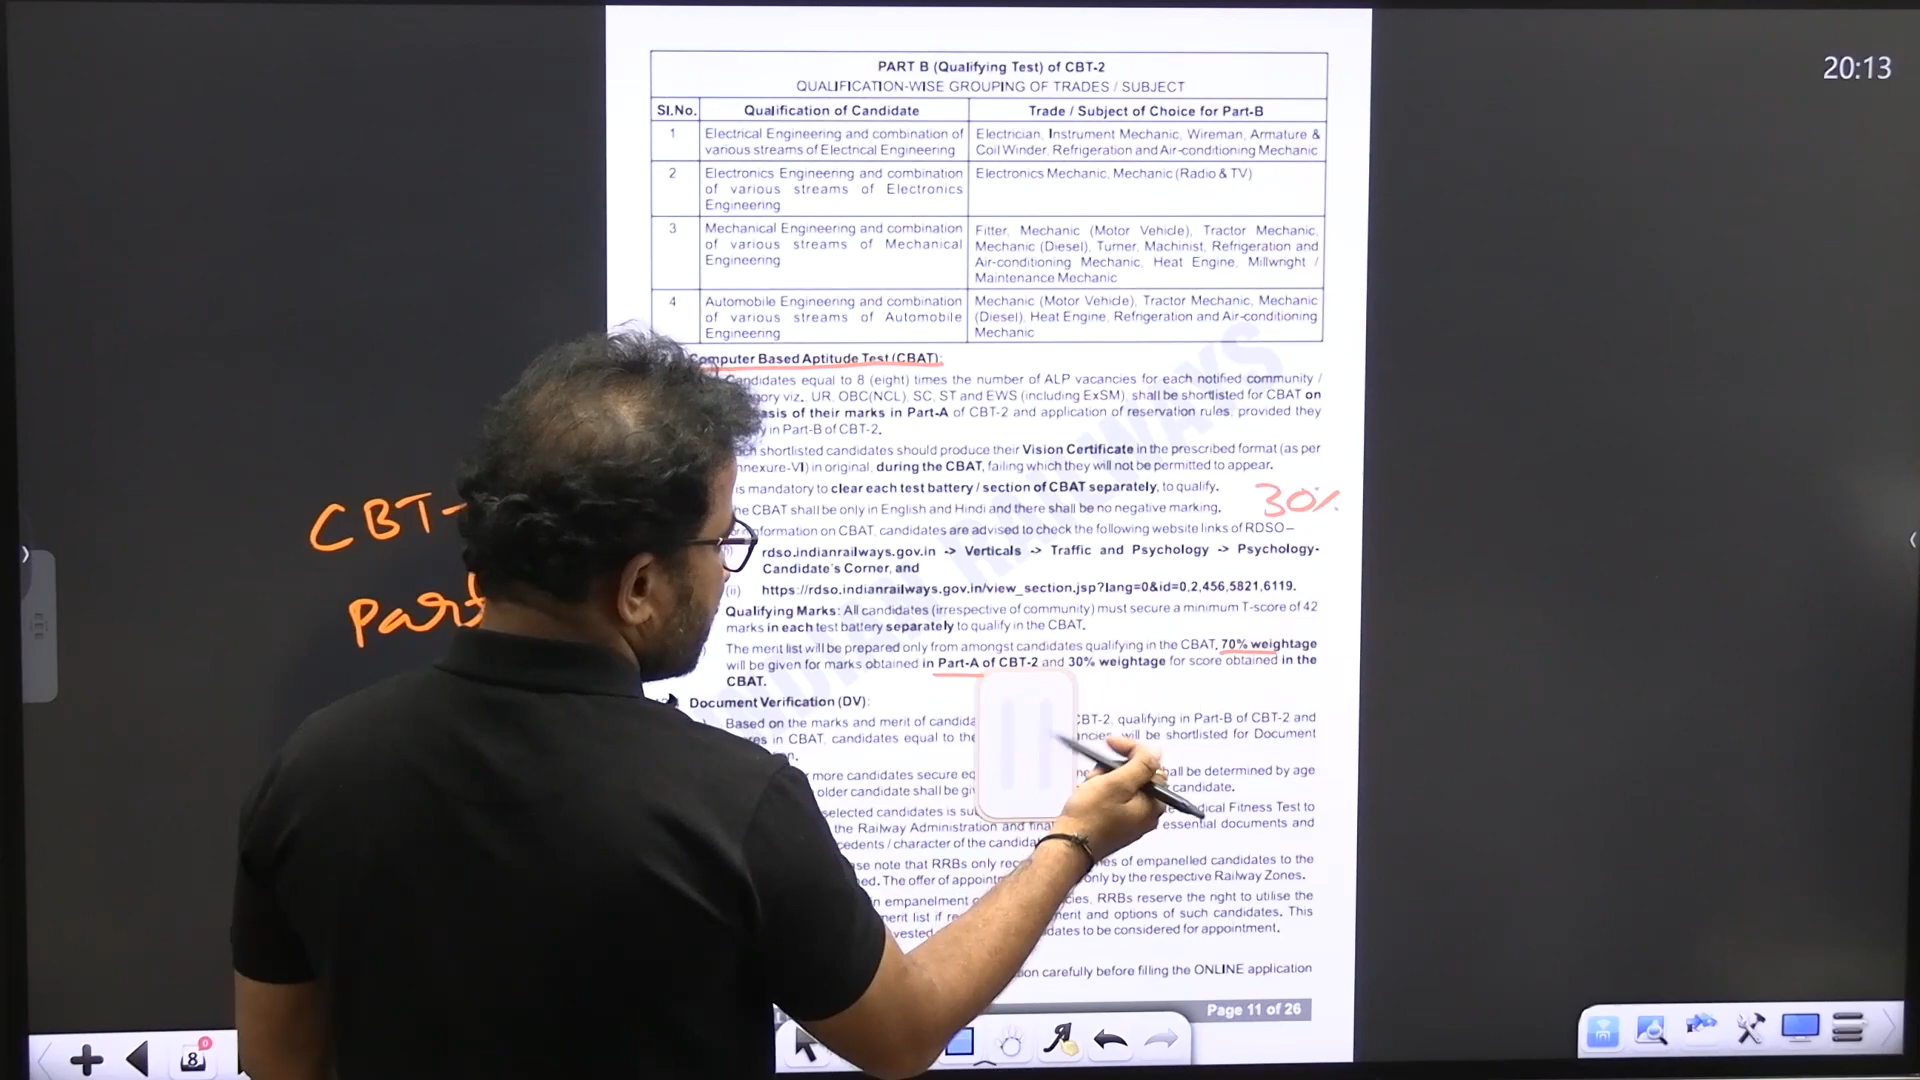 20:13
PART B (Qualifying Test) of CBT-2
QUALIFICATION-WISE GROUPING OF TRADES / SUBJECT
Sl.No. Qualification of Candidate Trade / Subject of Choice for Part-B
1 Electrical Engineering and combination of various streams of Electrical Engineering Electrician, Instrument Mechanic, Wireman, Armature & Coil Winder, Refrigeration and Air-conditioning Mechanic
2 Electronics Engineering and combination of various streams of Electronics Engineering Electronics Mechanic, Mechanic (Radio & TV)
3 Mechanical Engineering and combination of various streams of Mechanical Engineering Fitter, Mechanic (Motor Vehicle), Tractor Mechanic, Mechanic (Diesel), Turner, Machinist, Refrigeration and Air-conditioning Mechanic, Heat Engine, Millwright / Maintenance Mechanic
4 Automobile Engineering and combination of various streams of Automobile Engineering Mechanic (Motor Vehicle), Tractor Mechanic, Mechanic (Diesel), Heat Engine, Refrigeration and Air-conditioning Mechanic
Computer Based Aptitude Test (CBAT):
Candidates equal to 8 (eight) times the number of ALP vacancies for each notified community /
viz., UR, OBC(NCL), SC, ST and EWS (including ExSM), shall be shortlisted for CBAT on
of their marks in Part-A of CBT-2 and application of reservation rules, provided they
in Part-B of CBT-2.
shortlisted candidates should produce their Vision Certificate in the prescribed format (as per
in original, during the CBAT, failing which they will not be permitted to appear.
is mandatory to clear each test battery / section of CBAT separately, to qualify.
30%
CBAT shall be only in English and Hindi and there shall be no negative marking.
information on CBAT, candidates are advised to check the following website links of RDSO–
rdso.indianrailways.gov.in -> Verticals -> Traffic and Psychology -> Psychology-
Candidate's Corner, and
(ii) https://rdso.indianrailways.gov.in/view_section.jsp?lang=0&id=0,2,456,5821,6119.
Qualifying Marks: All candidates (irrespective of community) must secure a minimum T-score of 42
marks in each test battery separately to qualify in the CBAT.
The merit list will be prepared only from amongst candidates qualifying in the CBAT, 70% weightage
will be given for marks obtained in Part-A of CBT-2 and 30% weightage for score obtained in the
CBAT.
Document Verification (DV):
Based on the marks and merit of CBT-2, qualifying in Part-B of CBT-2 and
in CBAT, candidates equal to the will be shortlisted for Document
more candidates secure shall be determined by age
older candidate shall be candidate.
selected candidates is Medical Fitness Test to
the Railway Administration and essential documents and
/ character of the
note that RRBs only of empanelled candidates to the
The offer of only by the respective Railway Zones.
empanelment RRBs reserve the right to utilise the
merit list if and options of such candidates. This
to be considered for appointment.
carefully before filling the ONLINE application
Page 11 of 26
CBT-
Part
8
0